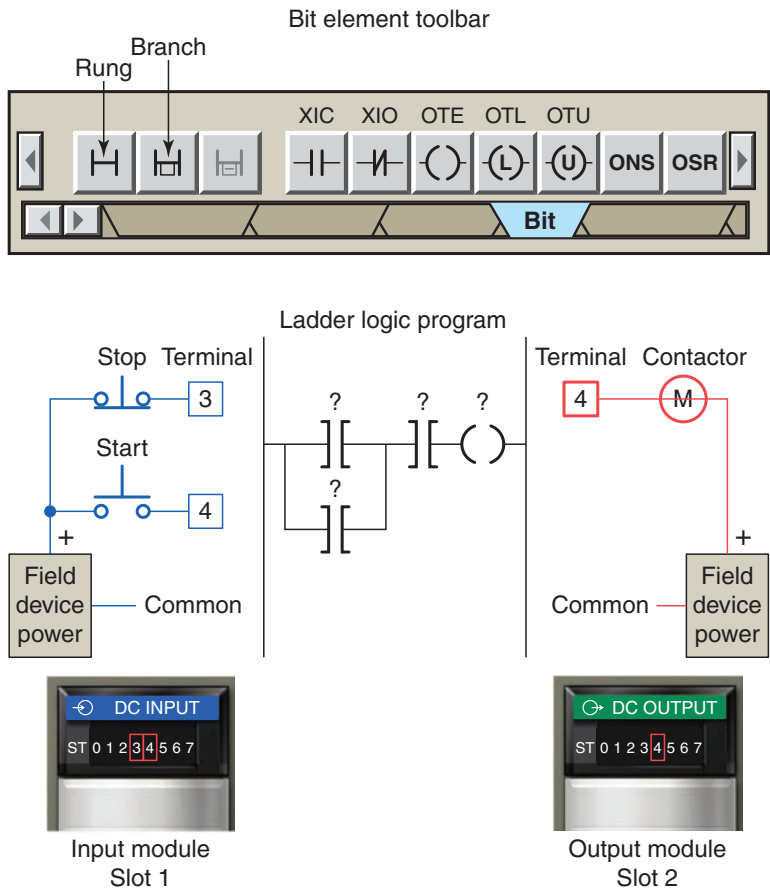 Bit element toolbar
Branch
Rung
XIC XIO OTE OTL OTU
L U ONS OSR
Bit
Ladder logic program
Stop Terminal
3
Start
4
+
Field
device
power
Common
? ? ?
?
Terminal Contactor
4 M
+
Field
device
power
Common
DC INPUT
ST 0 1 2 3 4 5 6 7
Input module
Slot 1
DC OUTPUT
ST 0 1 2 3 4 5 6 7
Output module
Slot 2